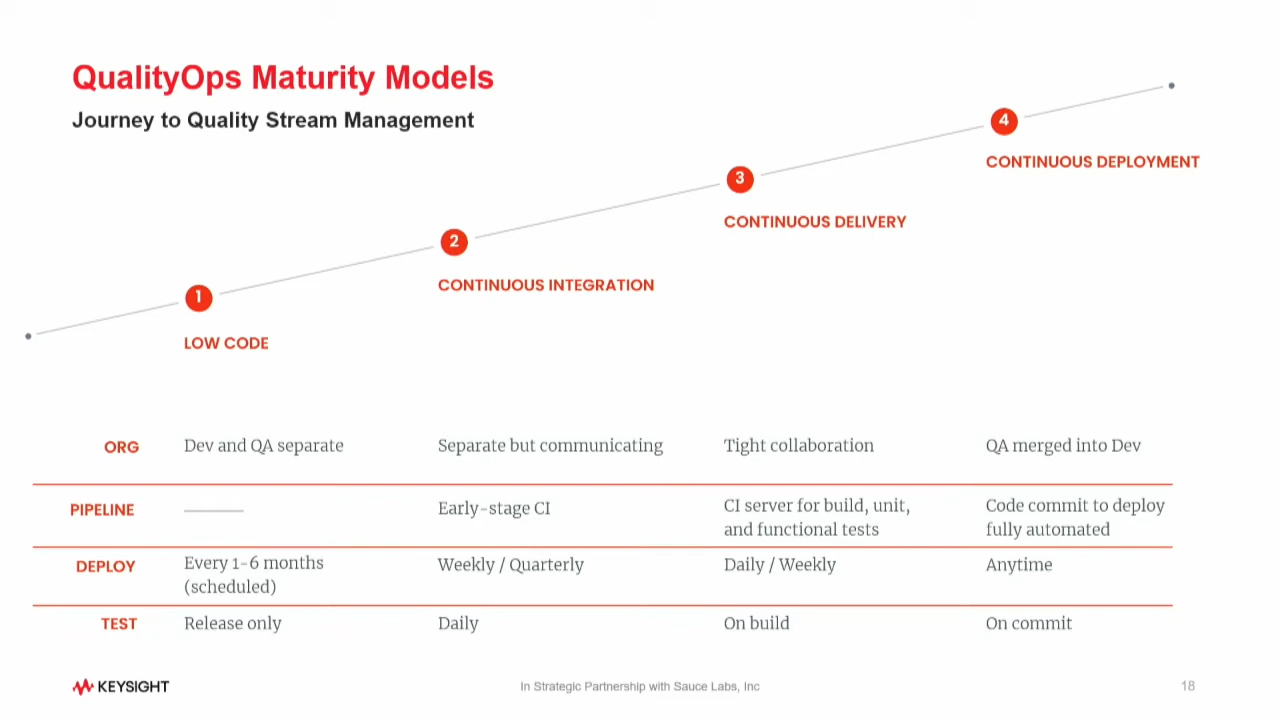 QualityOps Maturity Models
Journey to Quality Stream Management
4
CONTINUOUS DEPLOYMENT
3
CONTINUOUS DELIVERY
2
CONTINUOUS INTEGRATION
1
LOW CODE
ORG
Dev and QA separate
Separate but communicating
Tight collaboration
QA merged into Dev
PIPELINE
Early-stage CI
CI server for build, unit,
and functional tests
Code commit to deploy
fully automated
DEPLOY
Every 1-6 months
(scheduled)
Weekly / Quarterly
Daily / Weekly
Anytime
TEST
Release only
Daily
On build
On commit
KEYSIGHT
In Strategic Partnership with Sauce Labs, Inc
18